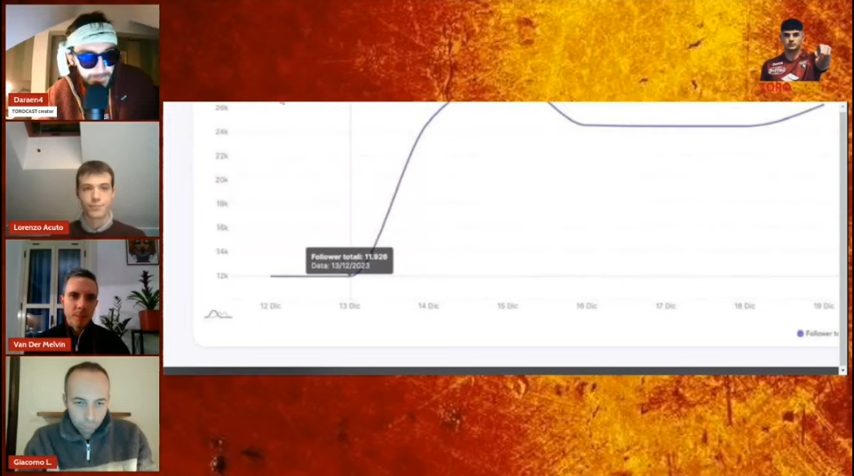 Daraen4
TOROCAST creator
Lorenzo Acuto
Van Der Melvin
Giacomo L.
TORO
26k
24k
22k
20k
18k
16k
14k
12k
Follower totali: 11.926
Data: 13/12/2023
12 Dic
13 Dic
14 Dic
15 Dic
16 Dic
17 Dic
18 Dic
19 Dic
Follower to